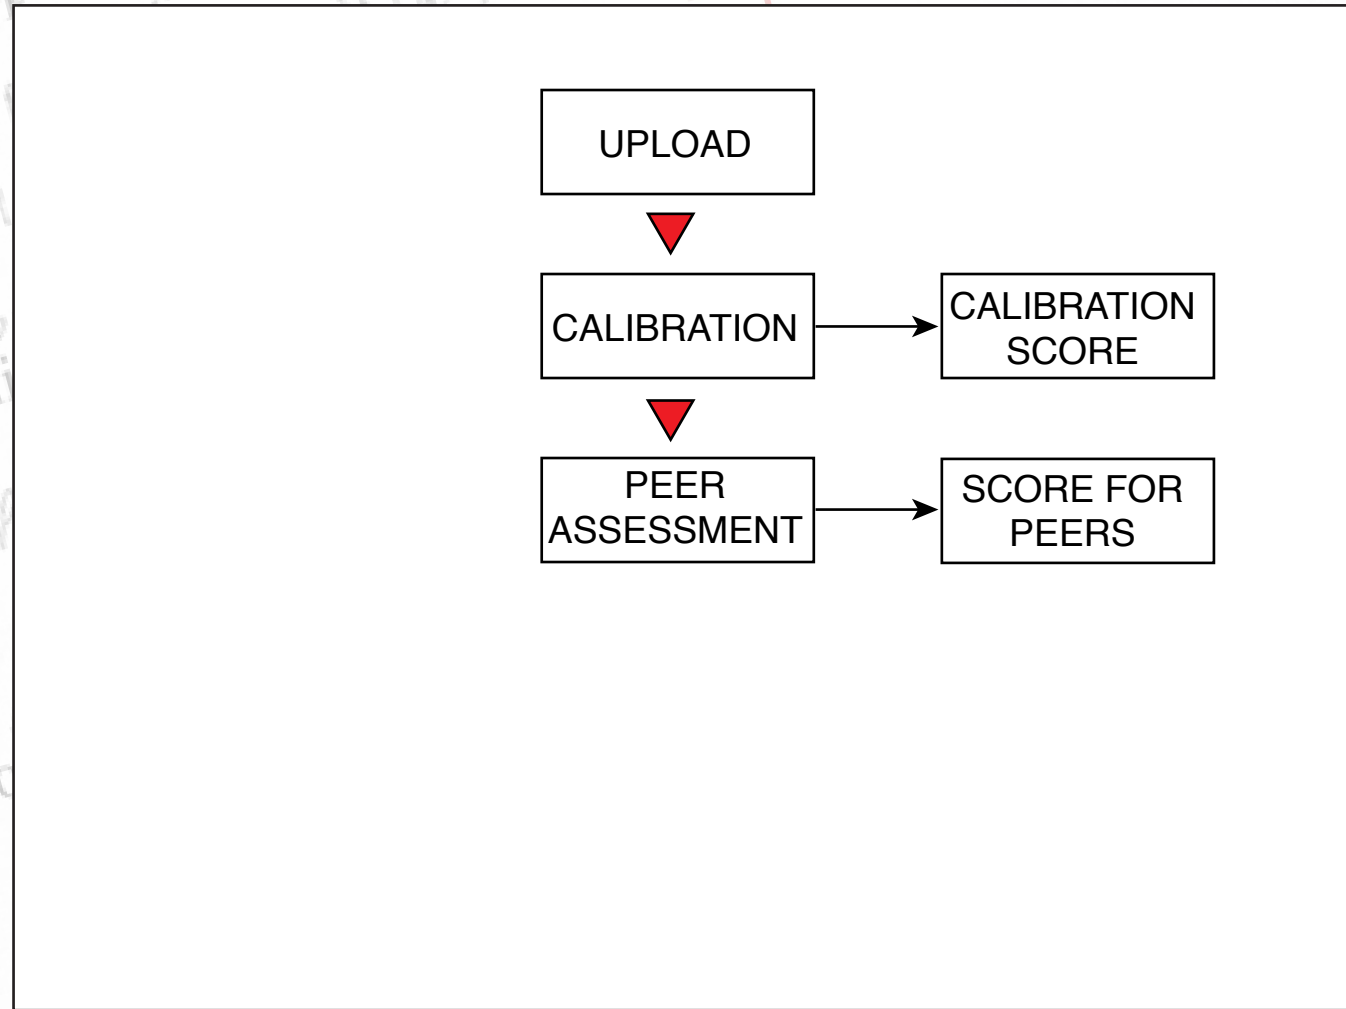 UPLOAD
CALIBRATION
CALIBRATION
SCORE
PEER
ASSESSMENT
SCORE FOR
PEERS